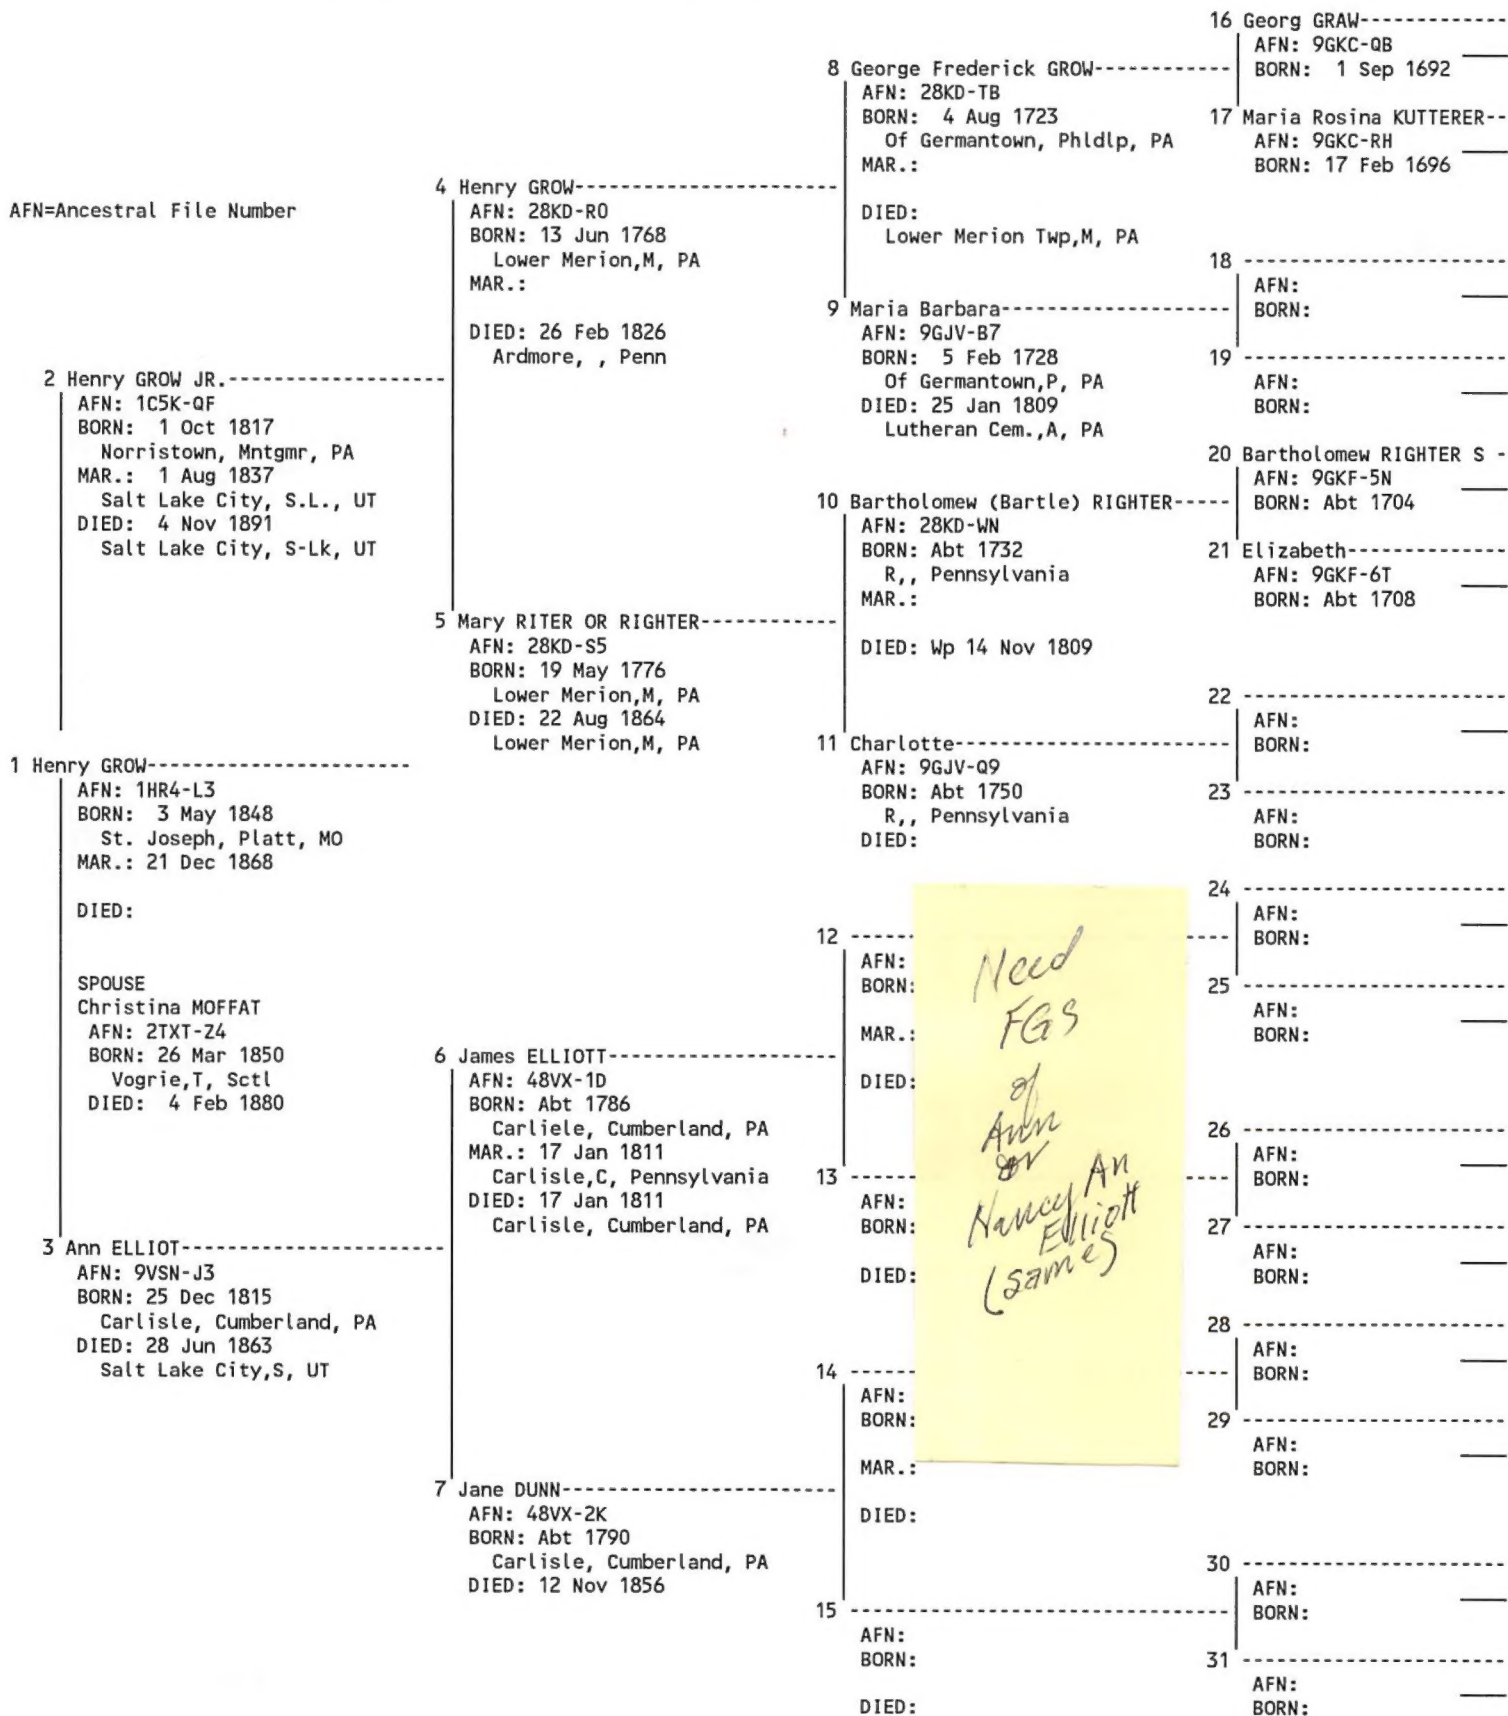 AFN=Ancestral File Number
1 Henry GROW----------------------
AFN: 1HR4-L3
BORN: 3 May 1848
St. Joseph, Platt, MO
MAR.: 21 Dec 1868
DIED:
SPOUSE
Christina MOFFAT
AFN: 2TXT-Z4
BORN: 26 Mar 1850
Vogrie,T, Sctl
DIED: 4 Feb 1880
2 Henry GROW JR.------------------
AFN: 1C5K-QF
BORN: 1 Oct 1817
Norristown, Mntgmr, PA
MAR.: 1 Aug 1837
Salt Lake City, S.L., UT
DIED: 4 Nov 1891
Salt Lake City, S-Lk, UT
3 Ann ELLIOT----------------------
AFN: 9VSN-J3
BORN: 25 Dec 1815
Carlisle, Cumberland, PA
DIED: 28 Jun 1863
Salt Lake City,S, UT
4 Henry GROW----------------------
AFN: 28KD-R0
BORN: 13 Jun 1768
Lower Merion,M, PA
MAR.:
DIED: 26 Feb 1826
Ardmore, , Penn
5 Mary RITER OR RIGHTER-----------
AFN: 28KD-S5
BORN: 19 May 1776
Lower Merion,M, PA
DIED: 22 Aug 1864
Lower Merion,M, PA
6 James ELLIOTT-------------------
AFN: 48VX-1D
BORN: Abt 1786
Carliele, Cumberland, PA
MAR.: 17 Jan 1811
Carlisle,C, Pennsylvania
DIED: 17 Jan 1811
Carlisle, Cumberland, PA
7 Jane DUNN-----------------------
AFN: 48VX-2K
BORN: Abt 1790
Carlisle, Cumberland, PA
DIED: 12 Nov 1856
8 George Frederick GROW-----------
AFN: 28KD-TB
BORN: 4 Aug 1723
Of Germantown, Phldlp, PA
MAR.:
DIED:
Lower Merion Twp,M, PA
9 Maria Barbara-------------------
AFN: 9GJV-B7
BORN: 5 Feb 1728
Of Germantown,P, PA
DIED: 25 Jan 1809
Lutheran Cem.,A, PA
10 Bartholomew (Bartle) RIGHTER-----
AFN: 28KD-WN
BORN: Abt 1732
R,, Pennsylvania
MAR.:
DIED: Wp 14 Nov 1809
11 Charlotte-----------------------
AFN: 9GJV-Q9
BORN: Abt 1750
R,, Pennsylvania
DIED:
12 --------
AFN:
BORN:
MAR.:
DIED:
13 --------
AFN:
BORN:
DIED:
14 --------
AFN:
BORN:
MAR.:
DIED:
15 --------------------------------
AFN:
BORN:
DIED:
Need
FGS
of
Ann
or
Nancy An
Elliott
(same)
16 Georg GRAW-------------
AFN: 9GKC-QB
BORN: 1 Sep 1692
17 Maria Rosina KUTTERER--
AFN: 9GKC-RH
BORN: 17 Feb 1696
18 -----------------------
AFN:
BORN:
19 -----------------------
AFN:
BORN:
20 Bartholomew RIGHTER S -
AFN: 9GKF-5N
BORN: Abt 1704
21 Elizabeth--------------
AFN: 9GKF-6T
BORN: Abt 1708
22 -----------------------
AFN:
BORN:
23 -----------------------
AFN:
BORN:
24 -----------------------
AFN:
BORN:
25 -----------------------
AFN:
BORN:
26 -----------------------
AFN:
BORN:
27 -----------------------
AFN:
BORN:
28 -----------------------
AFN:
BORN:
29 -----------------------
AFN:
BORN:
30 -----------------------
AFN:
BORN:
31 -----------------------
AFN:
BORN: